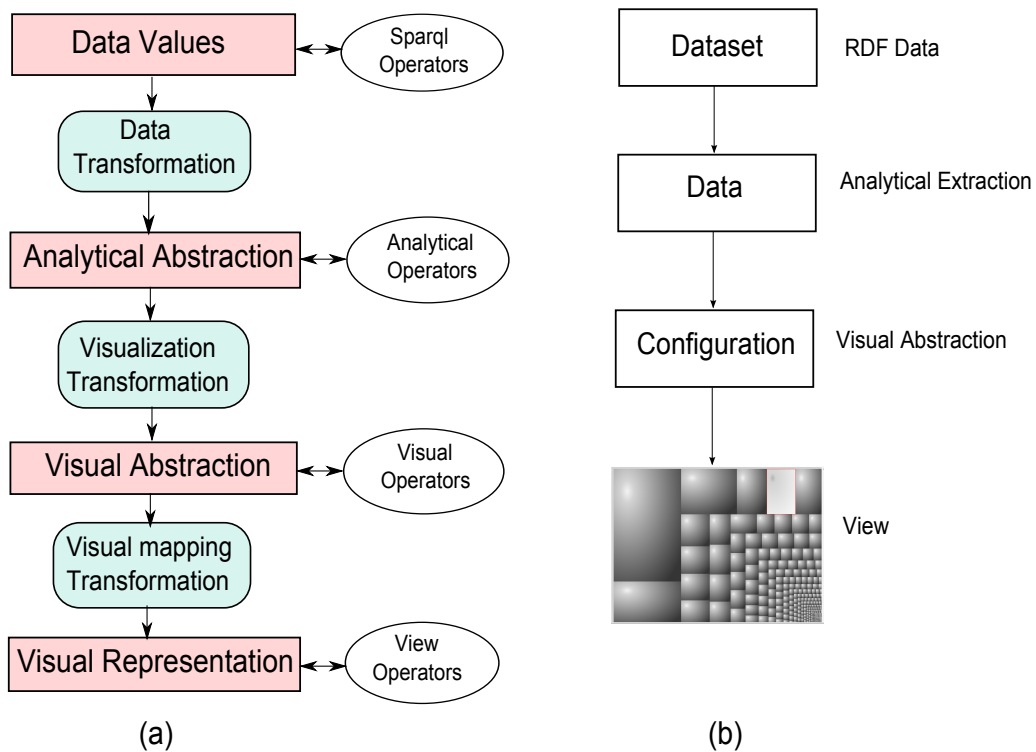 Data Values
Sparql
Operators
Data
Transformation
Analytical Abstraction
Analytical
Operators
Visualization
Transformation
Visual Abstraction
Visual
Operators
Visual mapping
Transformation
Visual Representation
View
Operators
(a)
Dataset
RDF Data
Data
Analytical Extraction
Configuration
Visual Abstraction
View
(b)